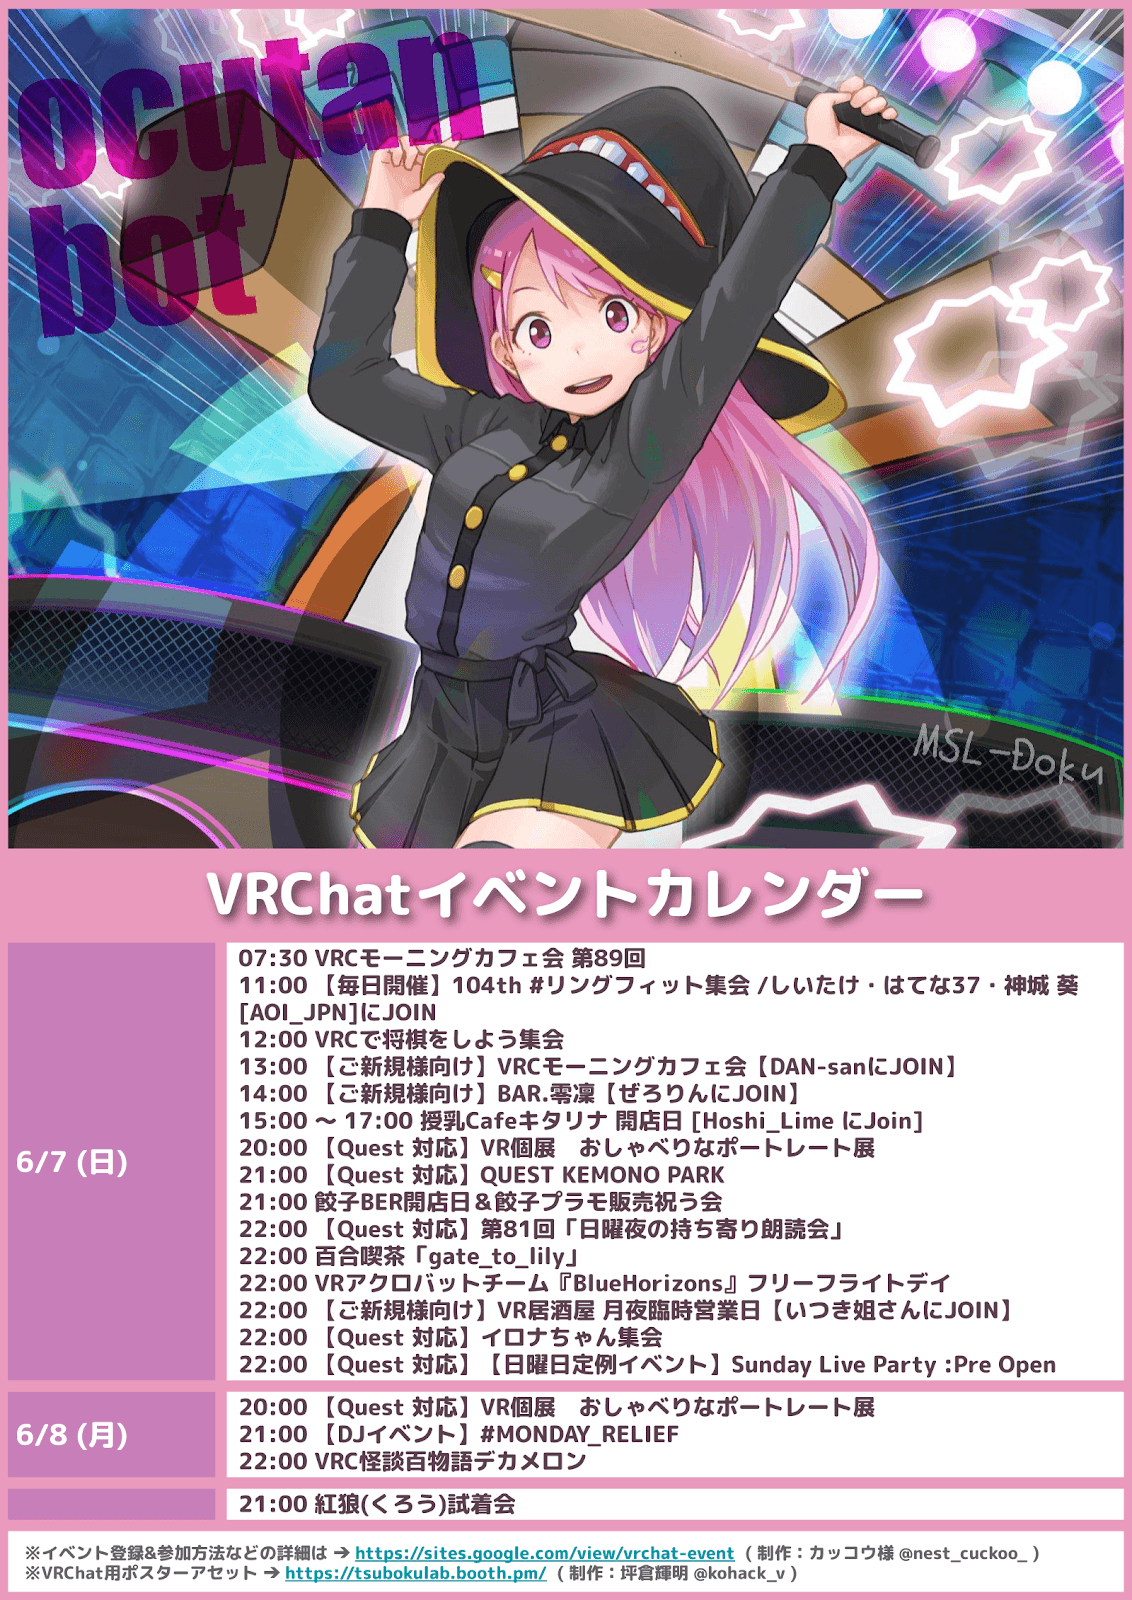 ocutan
bot
MSL-Doku
VRChatイベントカレンダー
6/7 (日)
07:30 VRCモーニングカフェ会 第89回
11:00 【毎日開催】104th #リングフィット集会 /しいたけ・はてな37・神城 葵
[AOI_JPN]にJOIN
12:00 VRCで将棋をしよう集会
13:00 【ご新規様向け】VRCモーニングカフェ会【DAN-sanにJOIN】
14:00 【ご新規様向け】BAR.零凜【ぜろりんにJOIN】
15:00 〜 17:00 授乳Cafeキタリナ 開店日 [Hoshi_Lime にJoin]
20:00 【Quest 対応】VR個展　おしゃべりなポートレート展
21:00 【Quest 対応】QUEST KEMONO PARK
21:00 餃子BER開店日＆餃子プラモ販売祝う会
22:00 【Quest 対応】第81回「日曜夜の持ち寄り朗読会」
22:00 百合喫茶「gate_to_lily」
22:00 VRアクロバットチーム『BlueHorizons』フリーフライトデイ
22:00 【ご新規様向け】VR居酒屋 月夜臨時営業日【いつき姐さんにJOIN】
22:00 【Quest 対応】イロナちゃん集会
22:00 【Quest 対応】【日曜日定例イベント】Sunday Live Party :Pre Open
6/8 (月)
20:00 【Quest 対応】VR個展　おしゃべりなポートレート展
21:00 【DJイベント】#MONDAY_RELIEF
22:00 VRC怪談百物語デカメロン
21:00 紅狼(くろう)試着会
※イベント登録&参加方法などの詳細は → https://sites.google.com/view/vrchat-event ( 制作：カッコウ様 @nest_cuckoo_ )
※VRChat用ポスターアセット → https://tsubokulab.booth.pm/ ( 制作：坪倉輝明 @kohack_v )